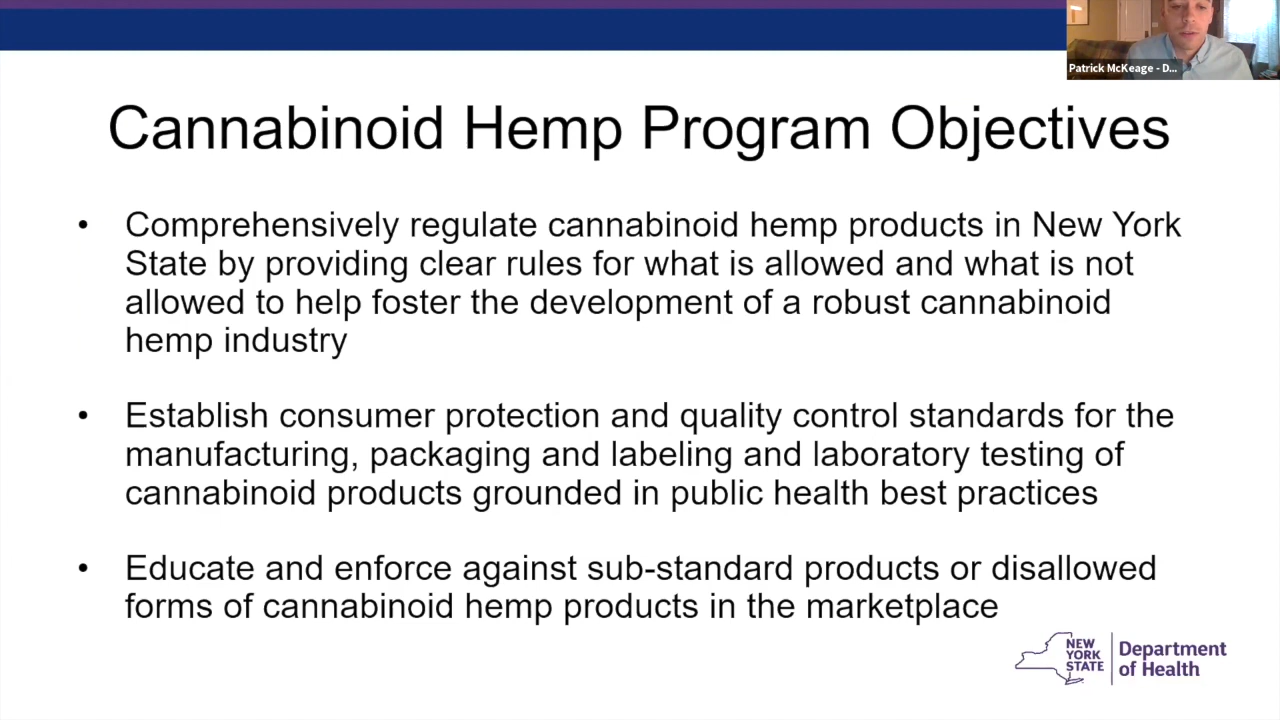 Patrick McKeage - D...
Cannabinoid Hemp Program Objectives
• Comprehensively regulate cannabinoid hemp products in New York
State by providing clear rules for what is allowed and what is not
allowed to help foster the development of a robust cannabinoid
hemp industry
• Establish consumer protection and quality control standards for the
manufacturing, packaging and labeling and laboratory testing of
cannabinoid products grounded in public health best practices
• Educate and enforce against sub-standard products or disallowed
forms of cannabinoid hemp products in the marketplace
NEW
YORK
STATE
Department
of Health